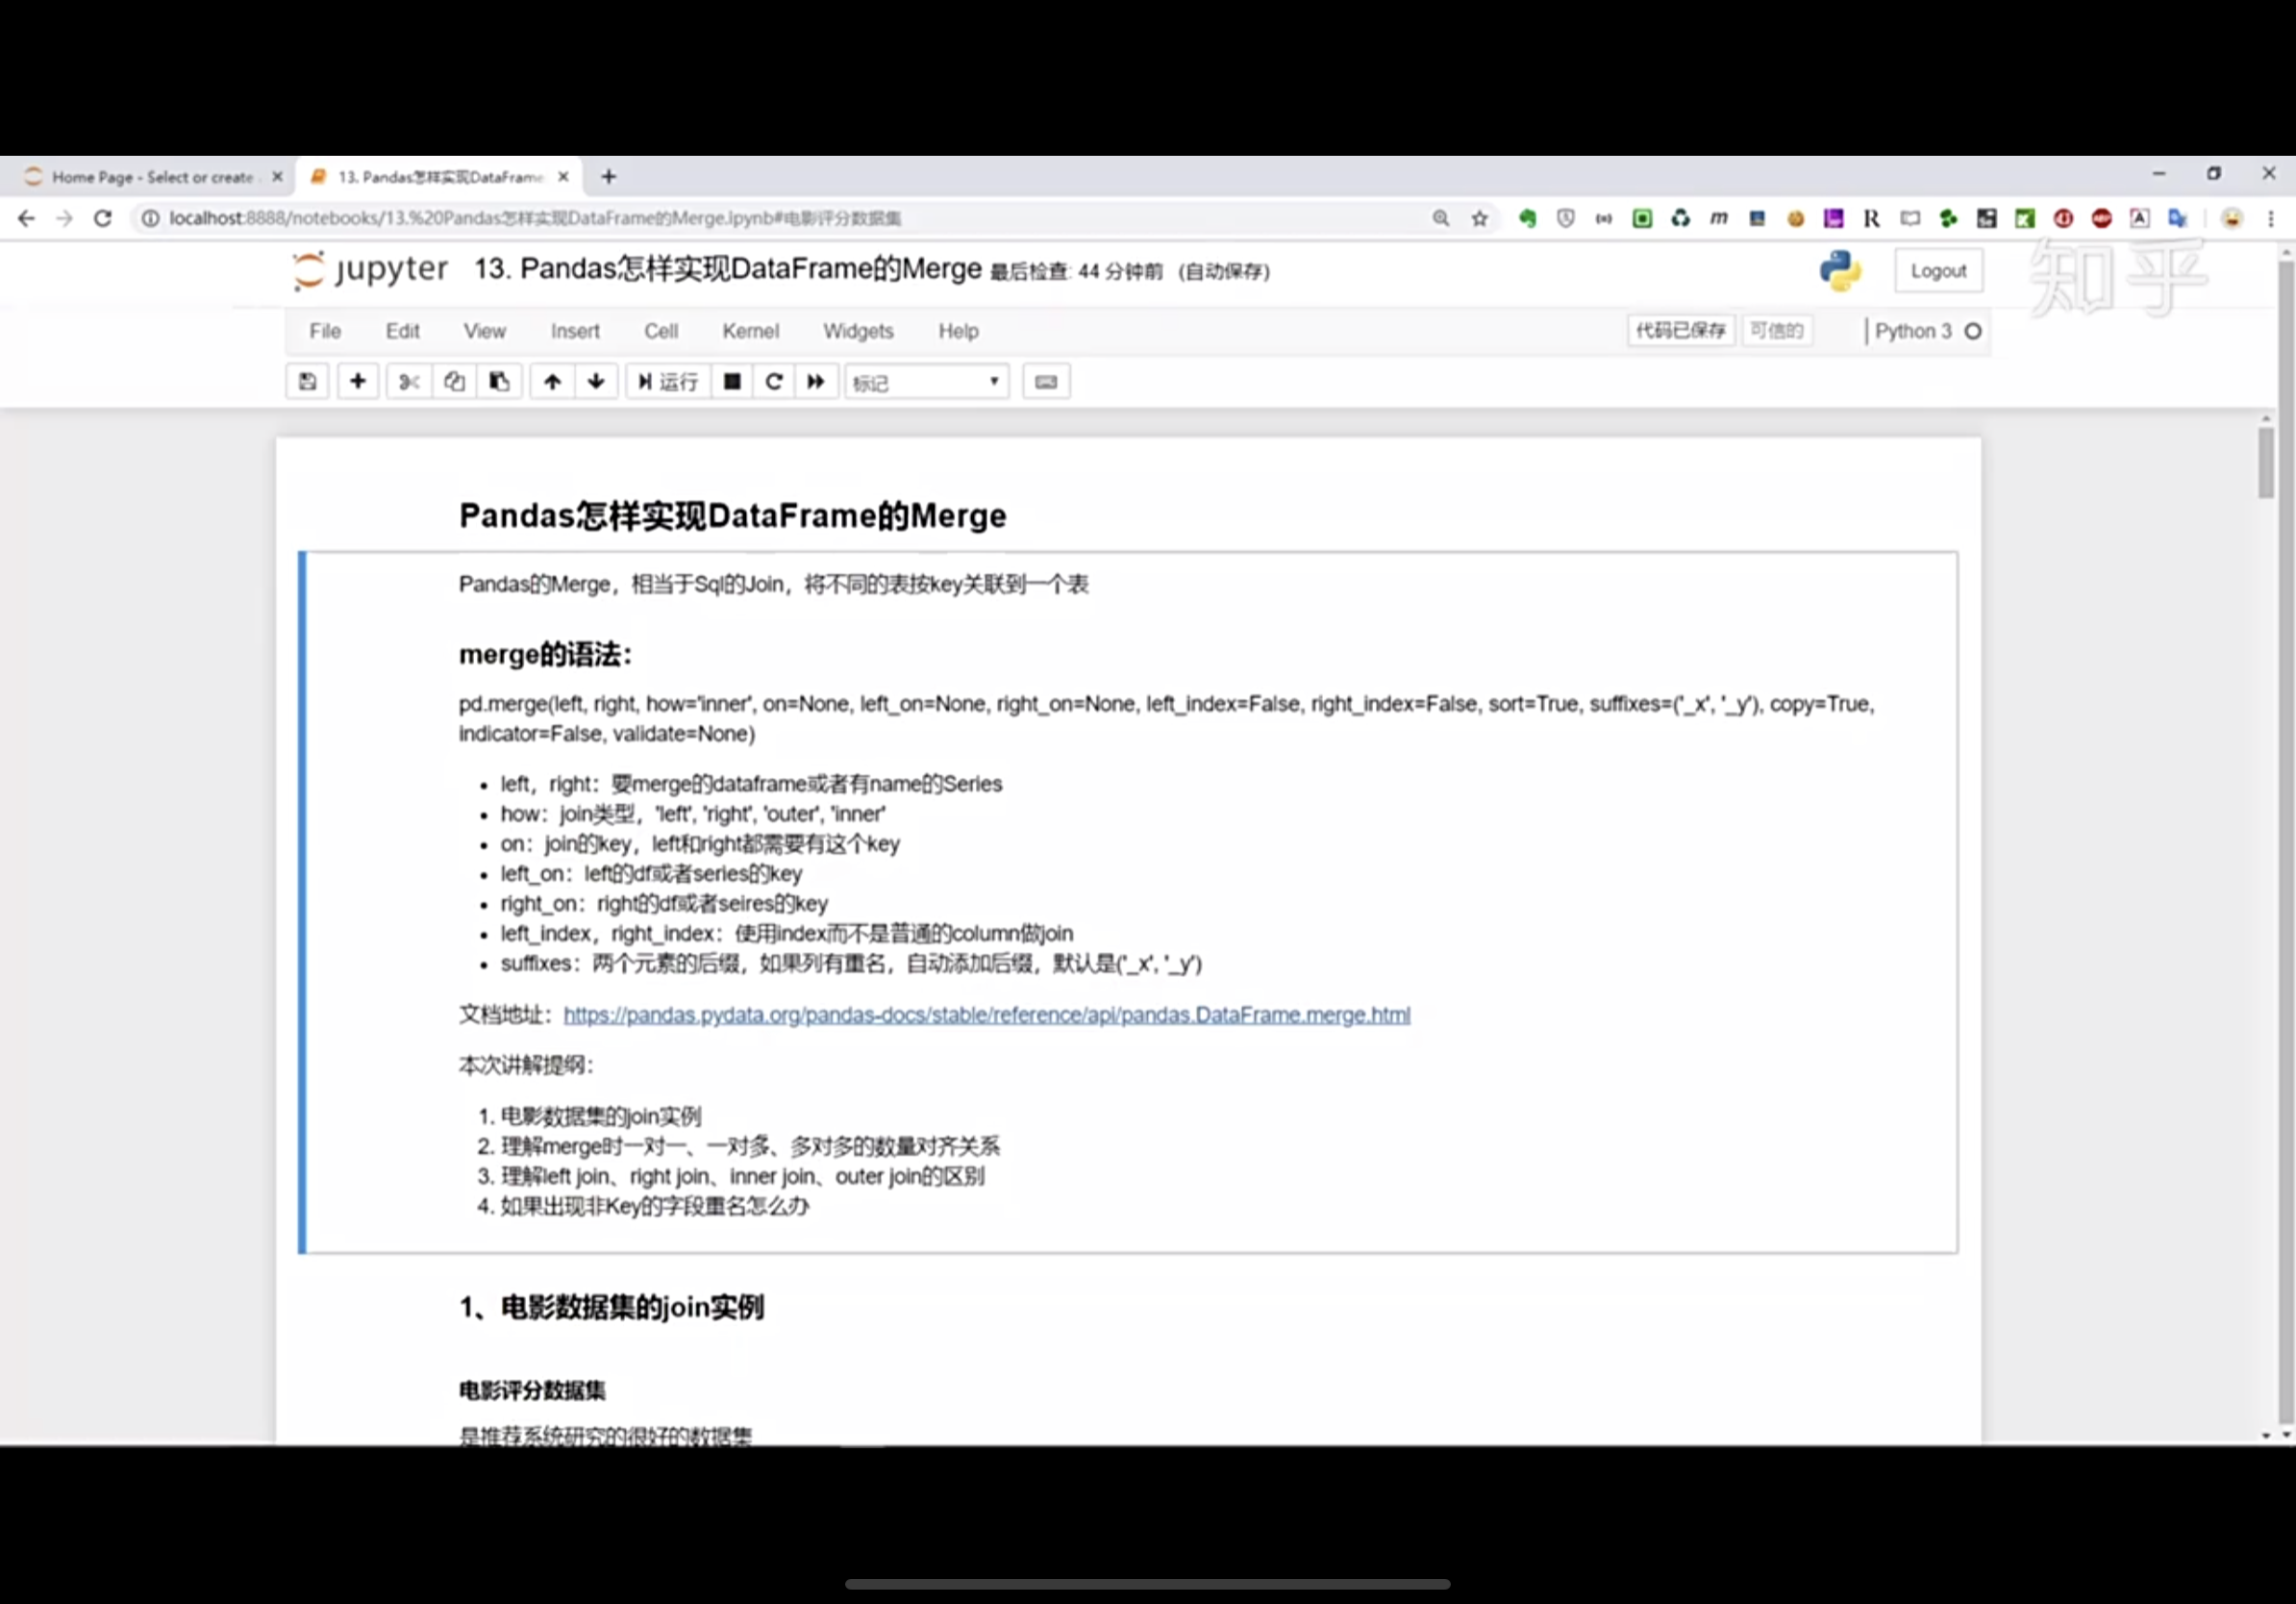 Home Page - Select or create
13. Pandas怎样实现DataFrame
localhost:8888/notebooks/13.%20Pandas怎样实现DataFrame的Merge.ipynb#电影评分数据集
jupyter 13. Pandas怎样实现DataFrame的Merge 最后检查: 44 分钟前 (自动保存)
Logout
知乎
File Edit View Insert Cell Kernel Widgets Help 代码已保存 可信的 Python 3
运行 标记
Pandas怎样实现DataFrame的Merge
Pandas的Merge，相当于Sql的Join，将不同的表按key关联到一个表
merge的语法：
pd.merge(left, right, how='inner', on=None, left_on=None, right_on=None, left_index=False, right_index=False, sort=True, suffixes=('_x', '_y'), copy=True,
indicator=False, validate=None)
• left，right：要merge的dataframe或者有name的Series
• how：join类型，'left', 'right', 'outer', 'inner'
• on：join的key，left和right都需要有这个key
• left_on：left的df或者series的key
• right_on：right的df或者seires的key
• left_index，right_index：使用index而不是普通的column做join
• suffixes：两个元素的后缀，如果列有重名，自动添加后缀，默认是('_x', '_y')
文档地址：https://pandas.pydata.org/pandas-docs/stable/reference/api/pandas.DataFrame.merge.html
本次讲解提纲：
1. 电影数据集的join实例
2. 理解merge时一对一、一对多、多对多的数量对齐关系
3. 理解left join、right join、inner join、outer join的区别
4. 如果出现非Key的字段重名怎么办
1、电影数据集的join实例
电影评分数据集
是推荐系统研究的很好的数据集